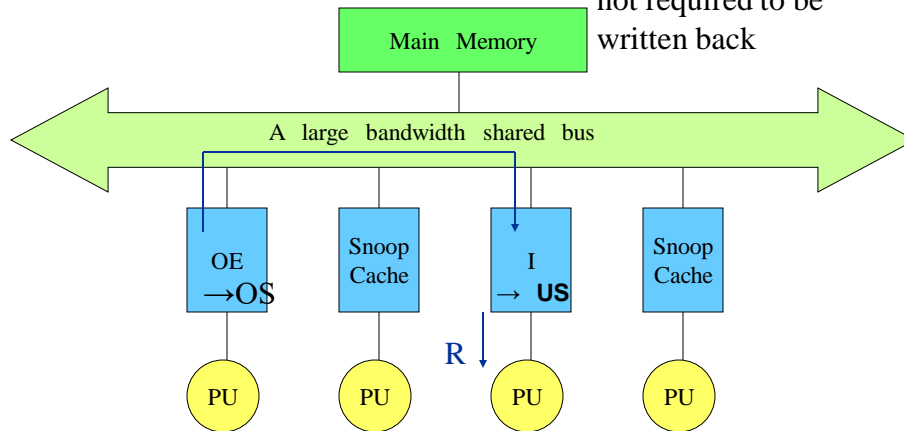 not required to be
written back
Main Memory
A large bandwidth shared bus
OE
→OS
Snoop
Cache
I
→ US
Snoop
Cache
R
PU
PU
PU
PU